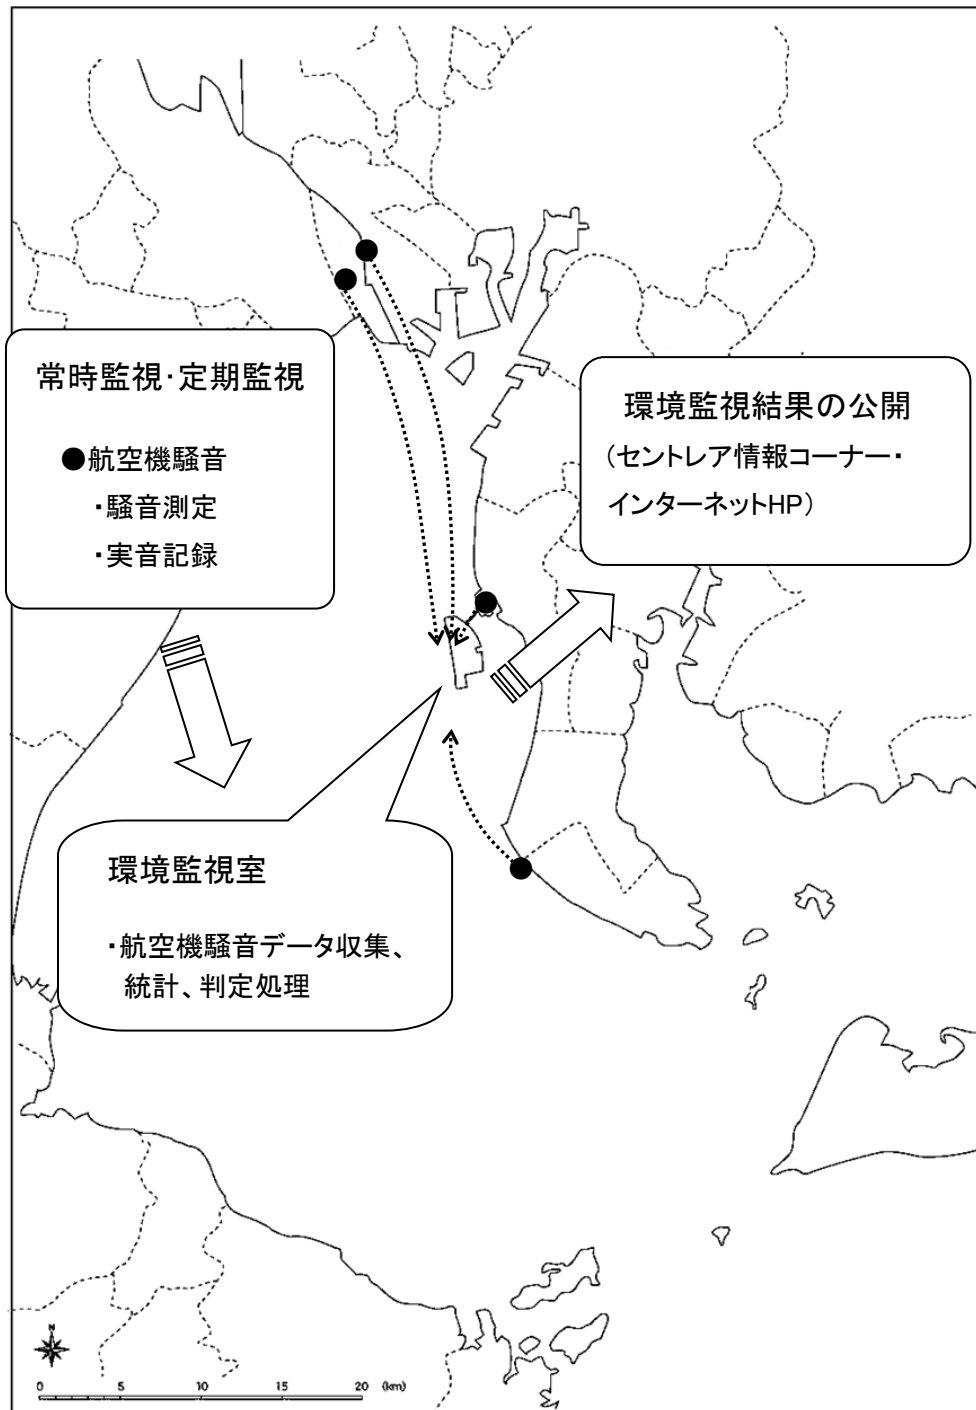 常時監視・定期監視
●航空機騒音
・騒音測定
・実音記録
環境監視結果の公開
（セントレア情報コーナー・
インターネットHP）
環境監視室
・航空機騒音データ収集、
統計、判定処理
N
0 5 10 15 20 (km)